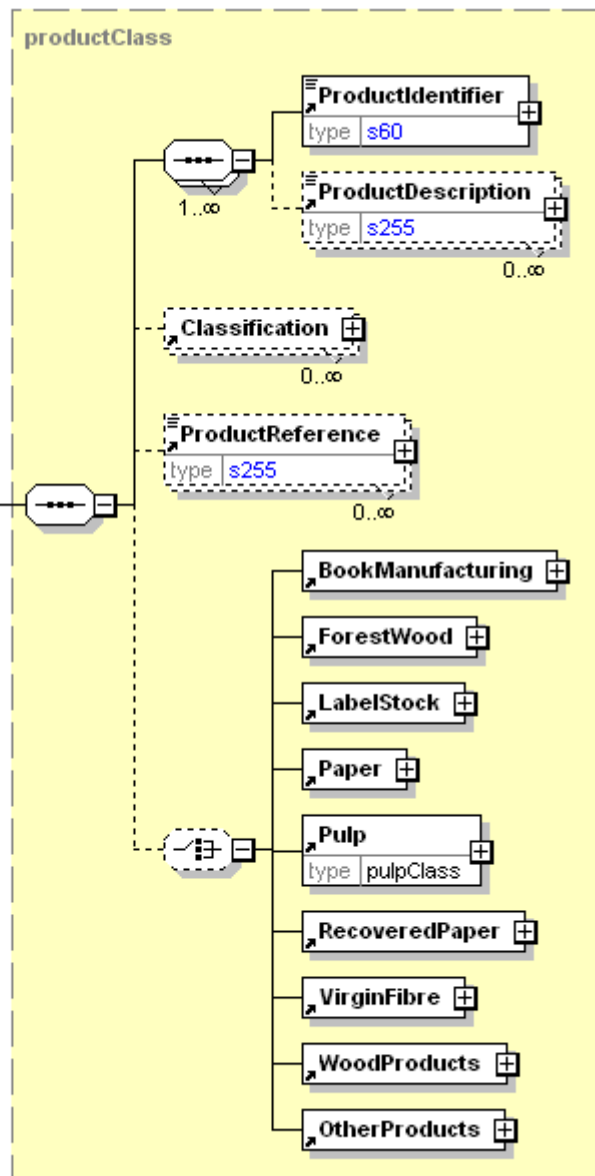 productClass
ProductIdentifier
type s60
ProductDescription
type s255
1..∞
0..∞
Classification
0..∞
ProductReference
type s255
0..∞
BookManufacturing
ForestWood
LabelStock
Paper
Pulp
type pulpClass
RecoveredPaper
VirginFibre
WoodProducts
OtherProducts